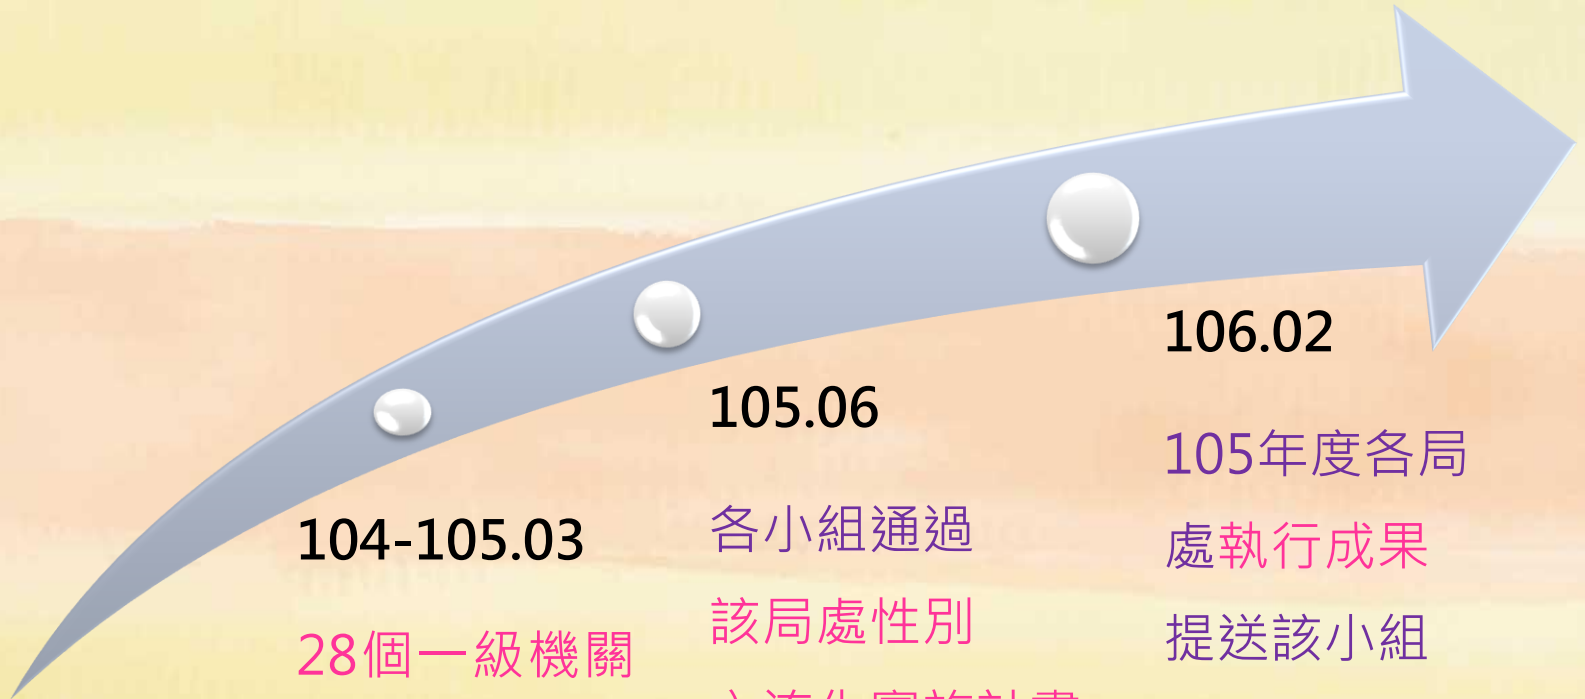 104-105.03
28個一級機關
105.06
各小組通過
該局處性別
106.02
105年度各局
處執行成果
提送該小組